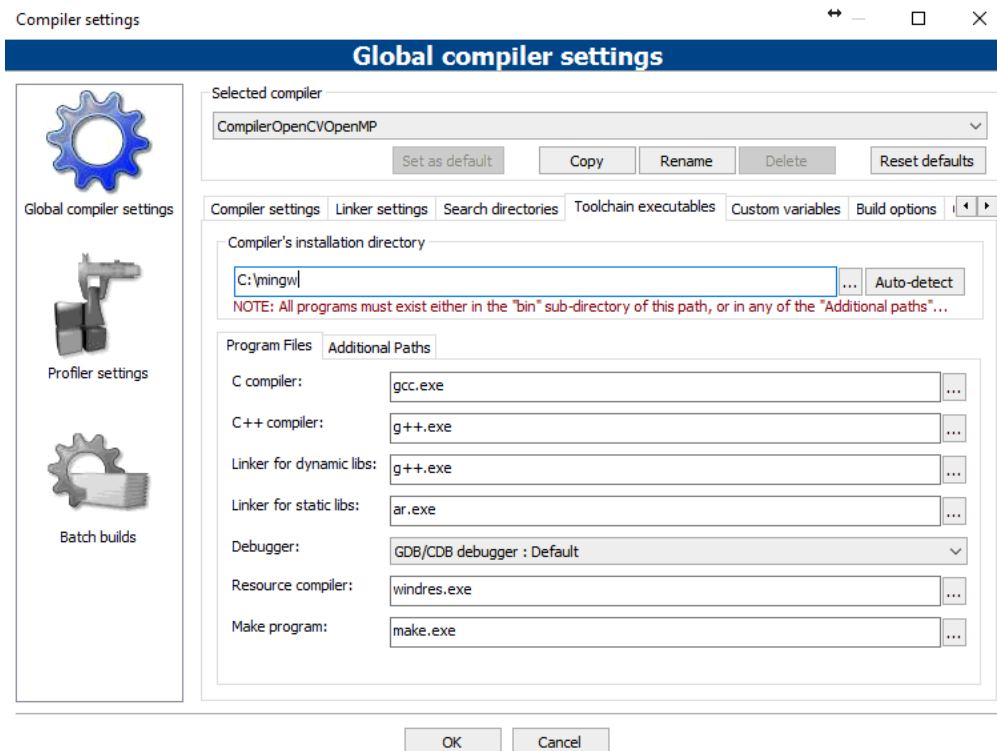 Compiler settings
Global compiler settings
Global compiler settings
Profiler settings
Batch builds
Selected compiler
CompilerOpenCVOpenMP
Set as default Copy Rename Delete Reset defaults
Compiler settings Linker settings Search directories Toolchain executables Custom variables Build options
Compiler's installation directory
C:\mingw ... Auto-detect
NOTE: All programs must exist either in the "bin" sub-directory of this path, or in any of the "Additional paths"...
Program Files Additional Paths
C compiler: gcc.exe ...
C++ compiler: g++.exe ...
Linker for dynamic libs: g++.exe ...
Linker for static libs: ar.exe ...
Debugger: GDB/CDB debugger : Default
Resource compiler: windres.exe ...
Make program: make.exe ...
OK Cancel